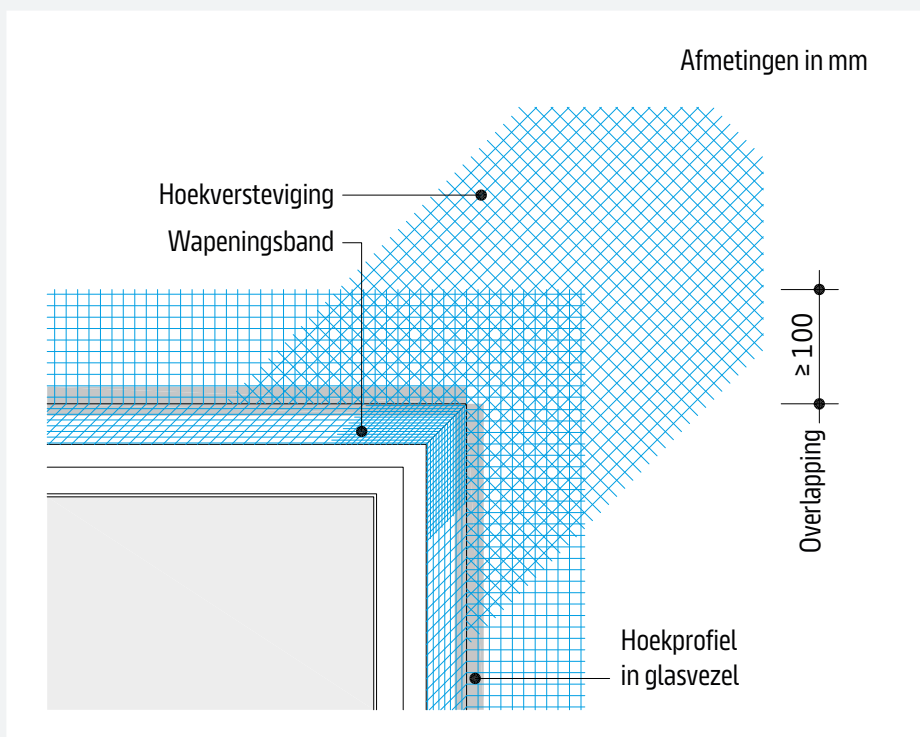 Afmetingen in mm
Hoekversteviging
Wapeningsband
≥ 100
Overlapping
Hoekprofiel
in glasvezel